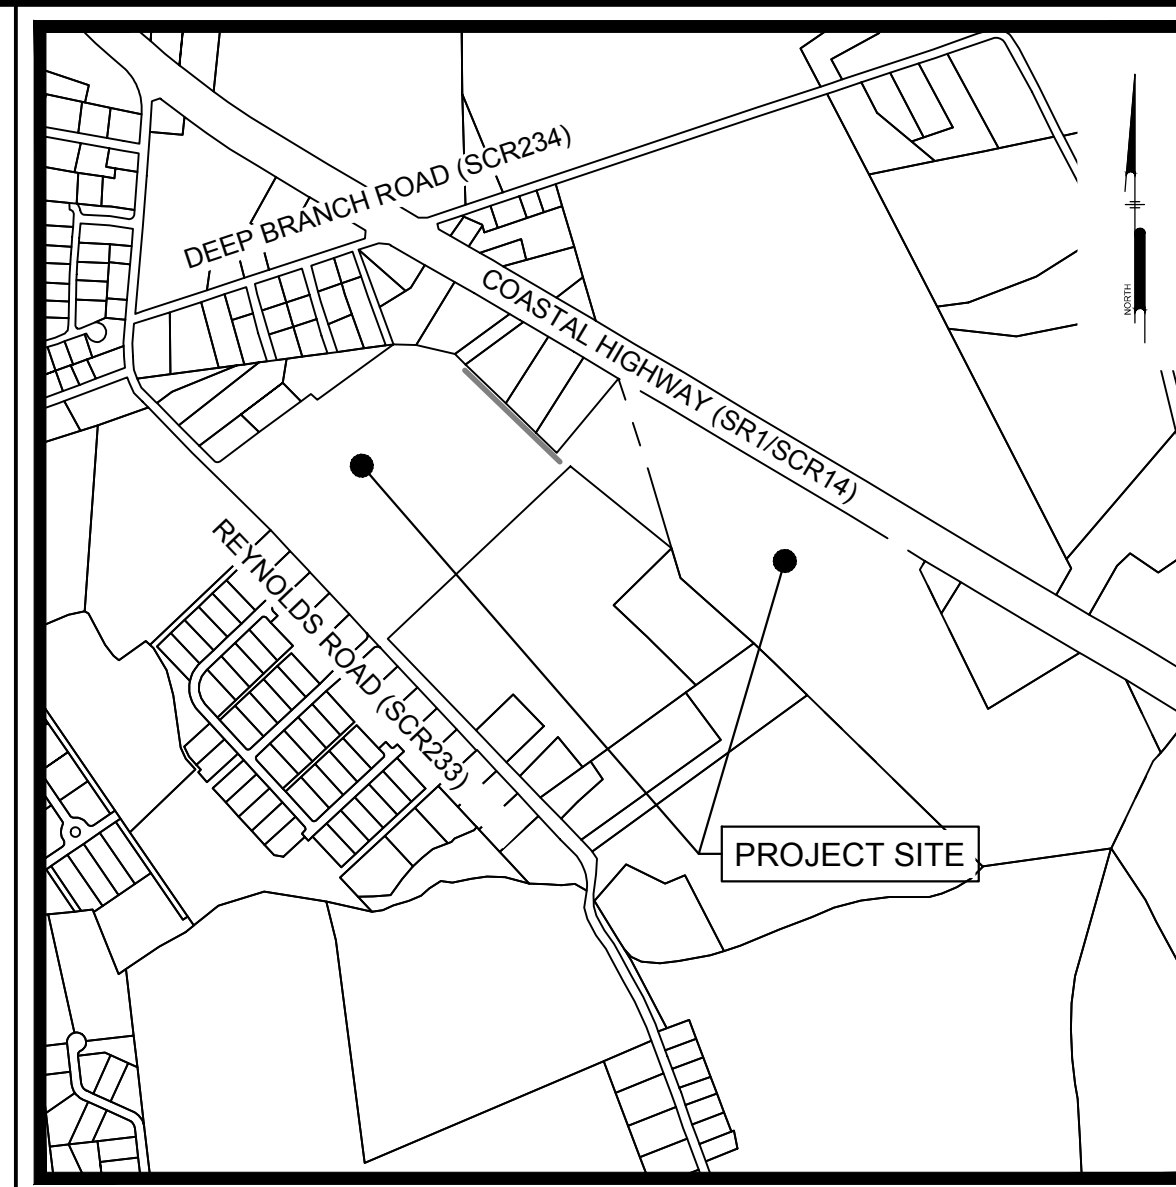 DEEP BRANCH ROAD (SCR234)
COASTAL HIGHWAY (SR1/SCR14)
NORTH
REYNOLDS ROAD (SCR233)
PROJECT SITE